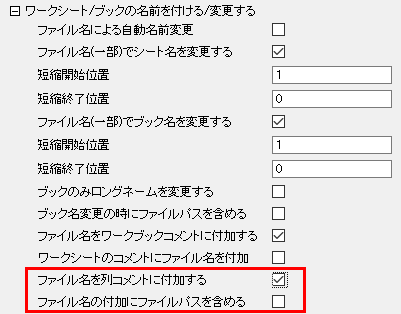 ワークシート/ブックの名前を付ける/変更する
ファイル名による自動名前変更
ファイル名(一部)でシート名を変更する
短縮開始位置 1
短縮終了位置 0
ファイル名(一部)でブック名を変更する
短縮開始位置 1
短縮終了位置 0
ブックのみロングネームを変更する
ブック名変更の時にファイルパスを含める
ファイル名をワークブックコメントに付加する
ワークシートのコメントにファイル名を付加
ファイル名を列コメントに付加する
ファイル名の付加にファイルパスを含める